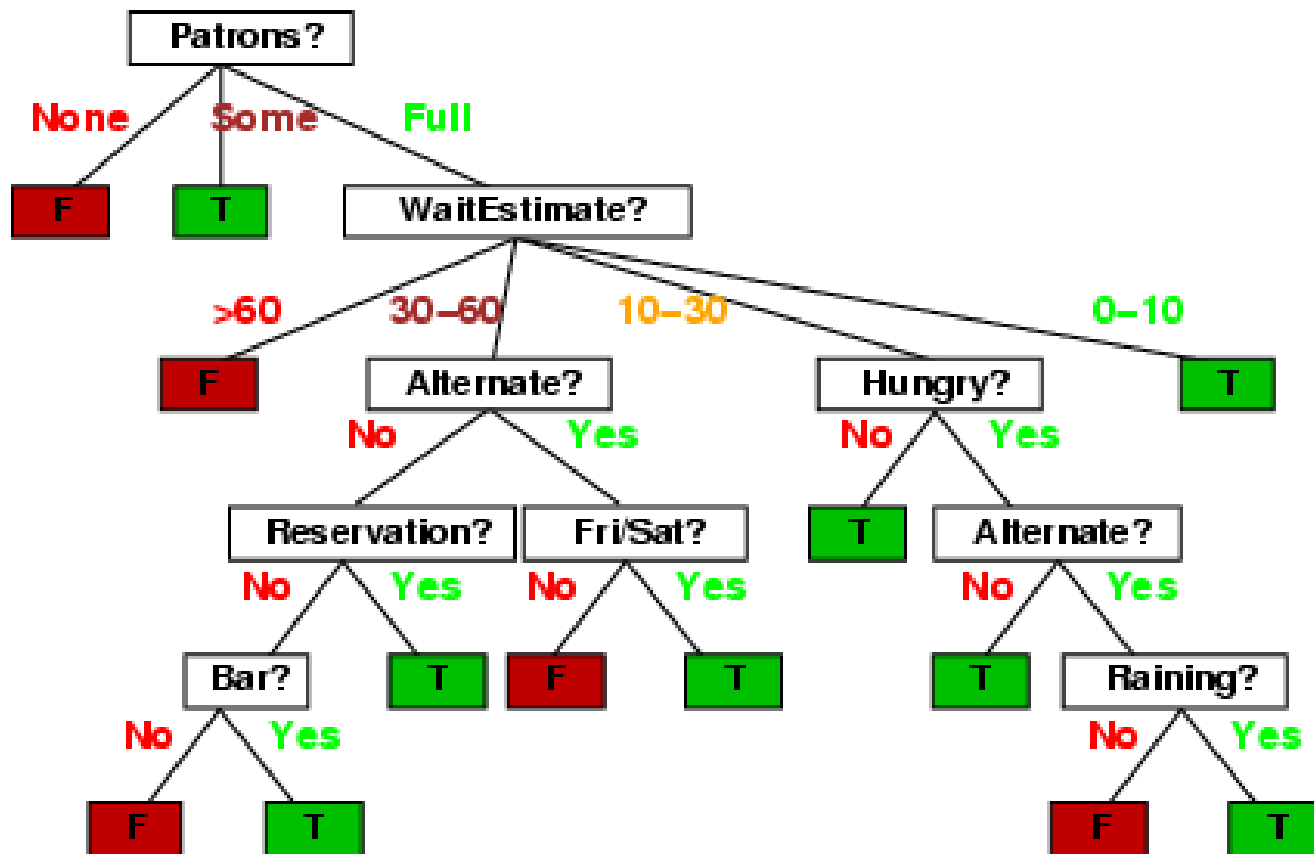 Patrons?
None Some Full
F T WaitEstimate?
>60 30–60 10–30 0–10
F Alternate? Hungry? T
No Yes No Yes
Reservation? Fri/Sat? T Alternate?
No Yes No Yes No Yes
Bar? T F T T Raining?
No Yes No Yes
F T F T